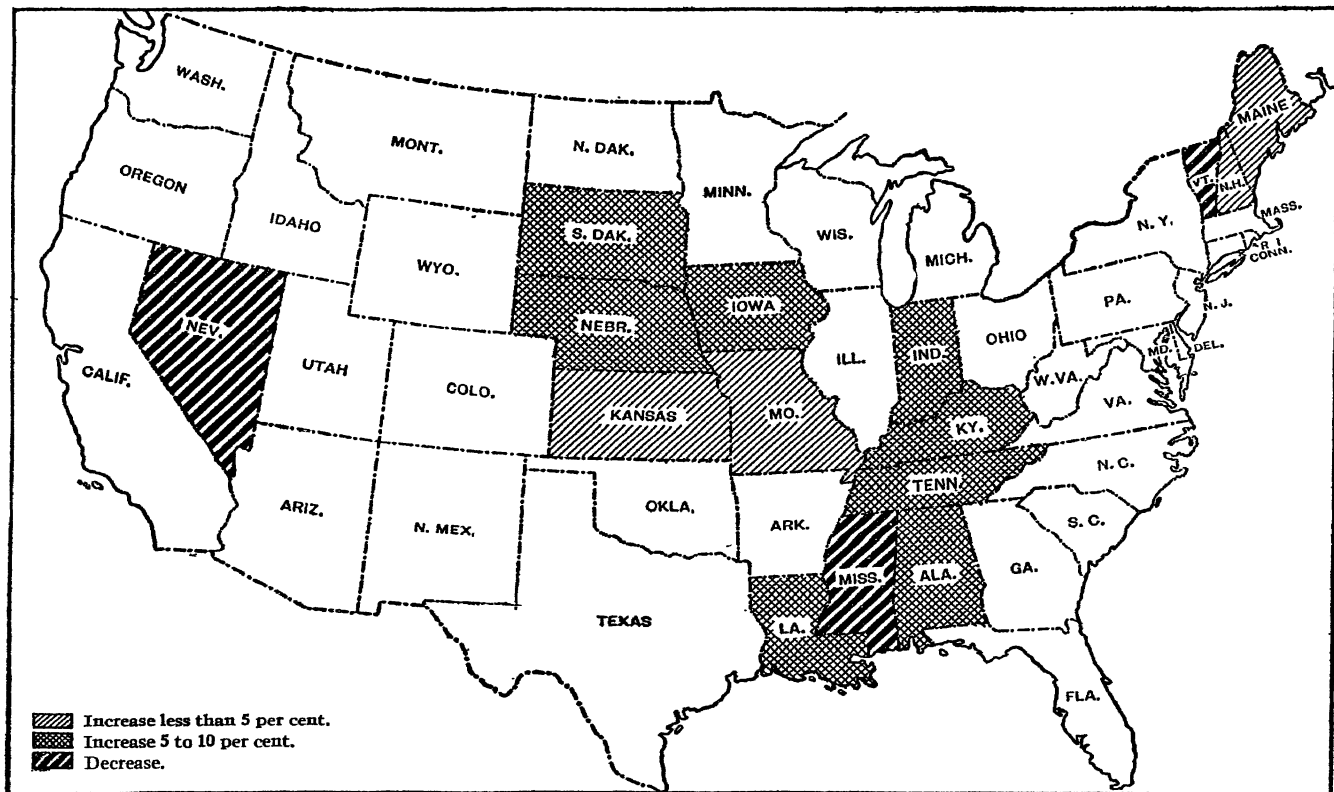 WASH.
MONT.
N. DAK.
MINN.
MAINE
OREGON
IDAHO
S. DAK.
WIS.
VT.
N.H.
WYO.
MICH.
N. Y.
MASS.
R. I.
CONN.
NEV.
NEBR.
IOWA
PA.
N. J.
CALIF.
UTAH
COLO.
ILL.
IND.
OHIO
MD.
DEL.
W.VA.
VA.
KANSAS
MO.
KY.
N. C.
ARIZ.
N. MEX.
OKLA.
ARK.
TENN.
S. C.
MISS.
ALA.
GA.
TEXAS
LA.
FLA.
Increase less than 5 per cent.
Increase 5 to 10 per cent.
Decrease.